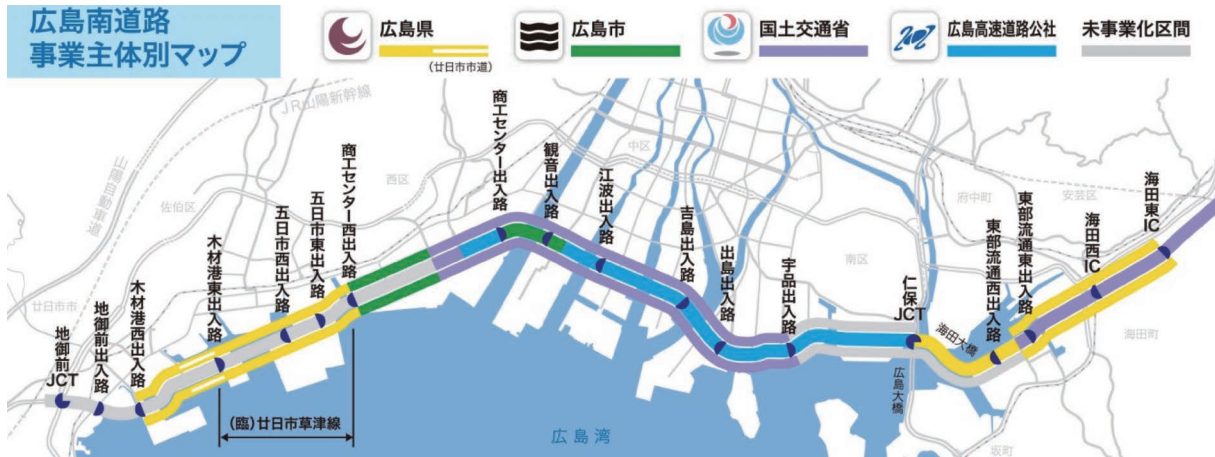 広島南道路
事業主体別マップ
広島県
(廿日市市道)
広島市
国土交通省
広島高速道路公社
未事業化区間
JR山陽新幹線
山陽自動車道
佐伯区
西区
中区
南区
府中町
安芸区
海田町
坂町
廿日市市
地御前JCT
地御前出入路
木材港西出入路
木材港東出入路
五日市西出入路
五日市東出入路
商工センター西出入路
商工センター出入路
観音出入路
江波出入路
吉島出入路
出島出入路
宇品出入路
仁保JCT
海田大橋
広島大橋
東部流通西出入路
東部流通東出入路
海田西IC
海田東IC
(臨)廿日市草津線
広島湾